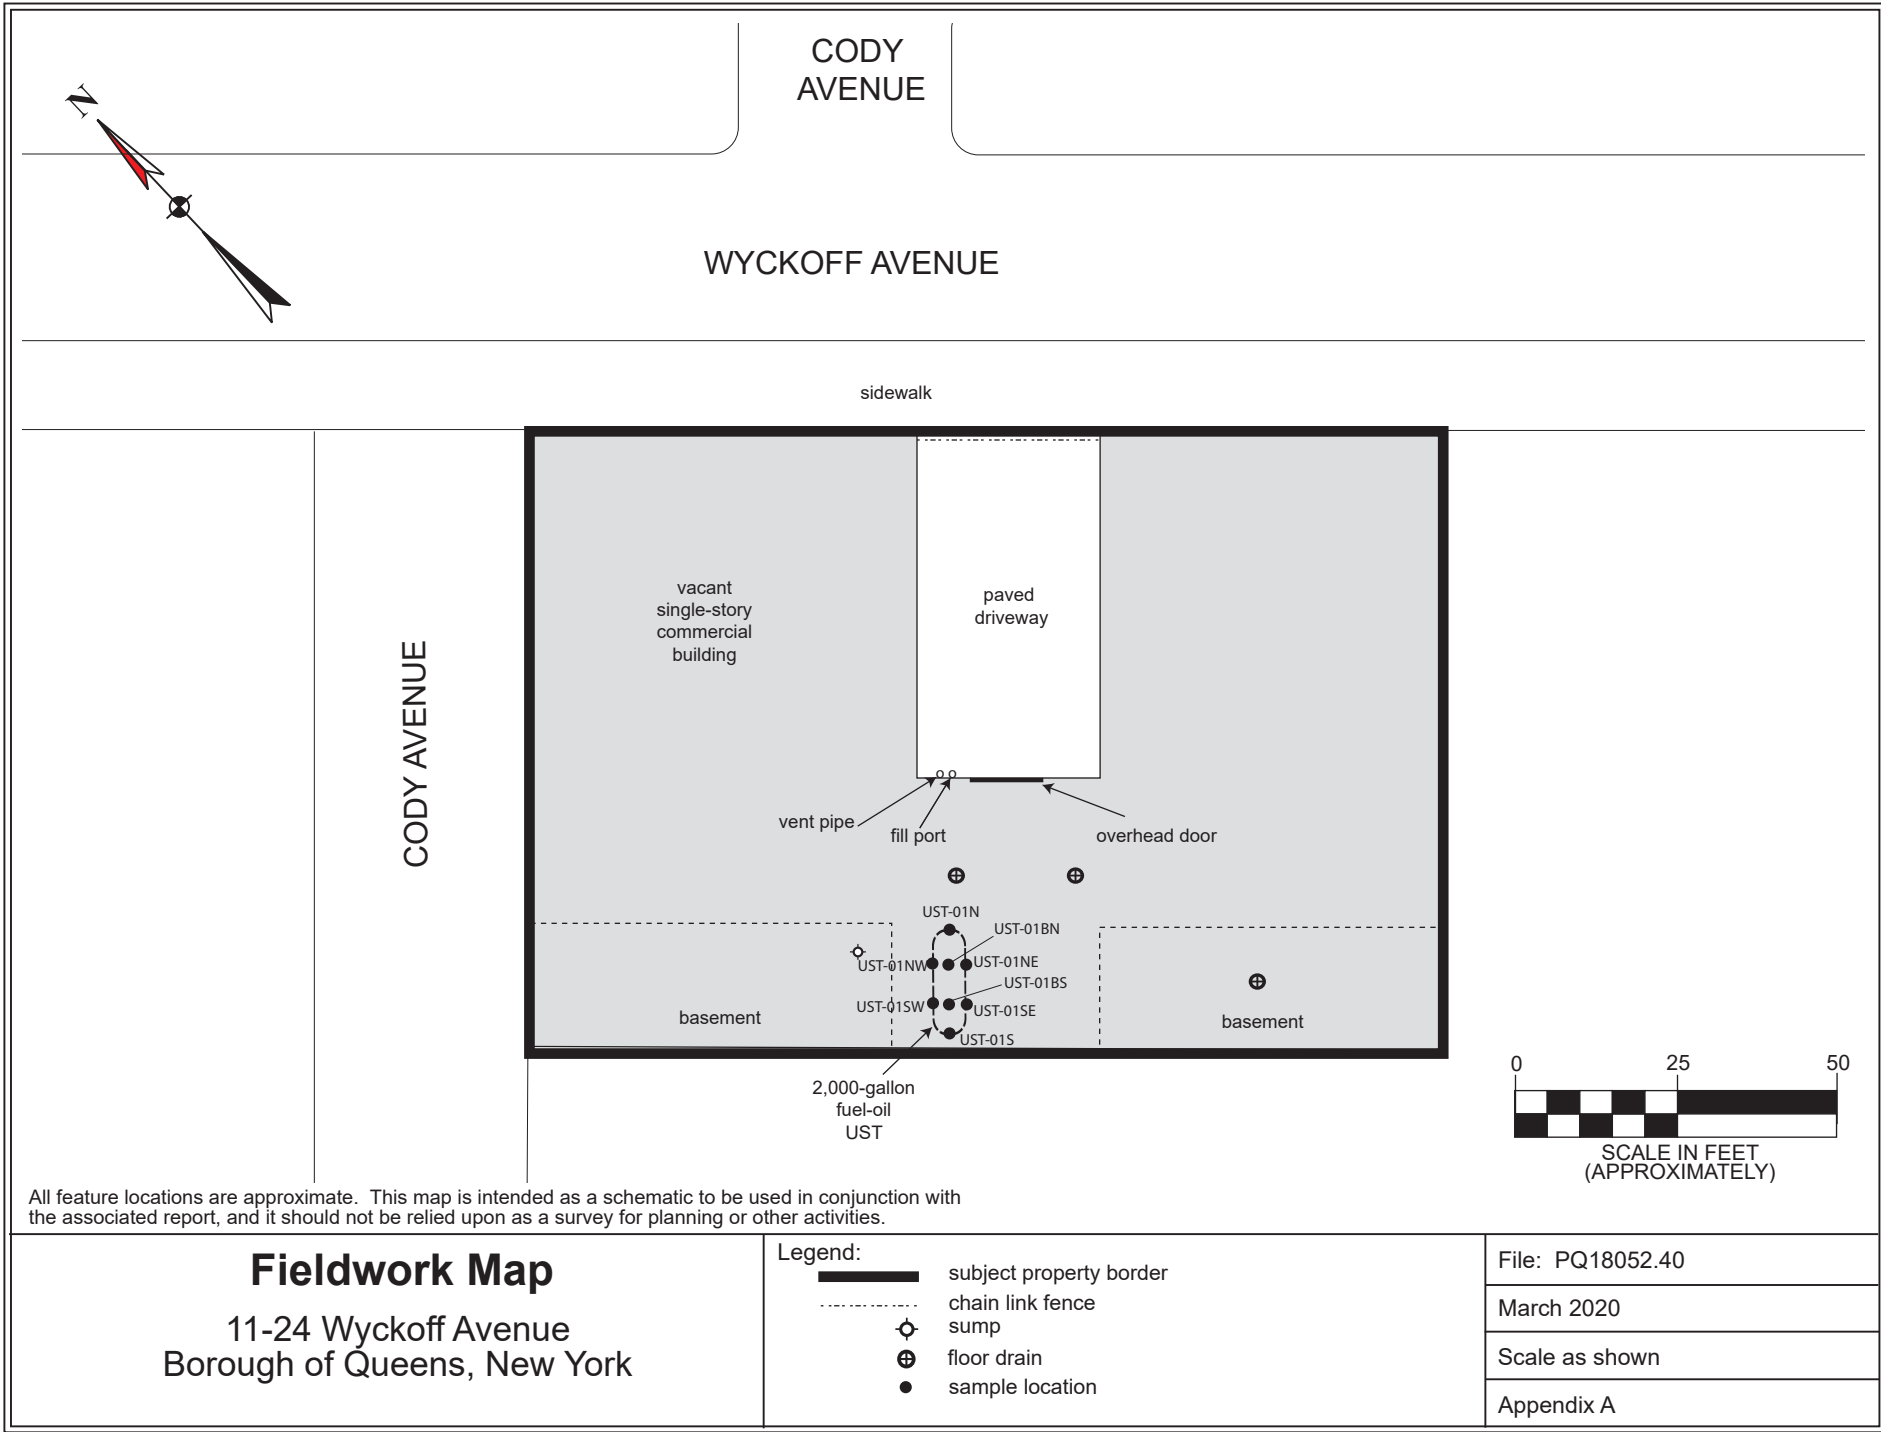 CODY
AVENUE
N
WYCKOFF AVENUE
sidewalk
vacant
single-story
commercial
building
paved
driveway
CODY AVENUE
vent pipe
fill port
overhead door
UST-01N
UST-01BN
UST-01NW
UST-01NE
UST-01BS
UST-01SW
UST-01SE
UST-01S
basement
basement
2,000-gallon
fuel-oil
UST
0 25 50
SCALE IN FEET
(APPROXIMATELY)
All feature locations are approximate. This map is intended as a schematic to be used in conjunction with
the associated report, and it should not be relied upon as a survey for planning or other activities.
Fieldwork Map
11-24 Wyckoff Avenue
Borough of Queens, New York
Legend:
subject property border
chain link fence
sump
floor drain
sample location
File: PQ18052.40
March 2020
Scale as shown
Appendix A